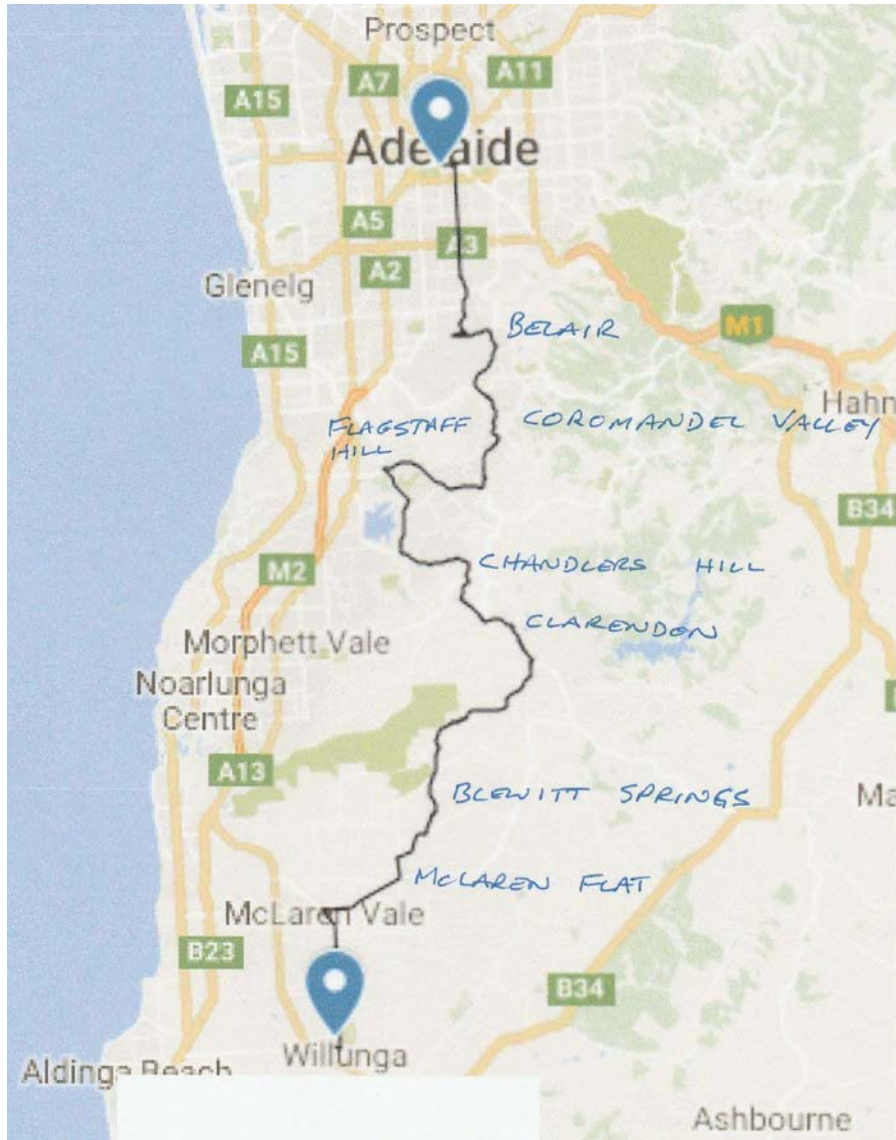 Prospect
A11
A7
A15
Adelaide
A5
A3
A2
Glenelg
BELAIR
M1
A15
FLAGSTAFF
HILL
COROMANDEL VALLEY
Hahn
B34
CHANDLERS HILL
M2
CLARENDON
Morphett Vale
Noarlunga
Centre
A13
BLEWITT SPRINGS
Ma
MCLAREN FLAT
McLaren Vale
B23
B34
Willunga
Aldinga Beach
Ashbourne